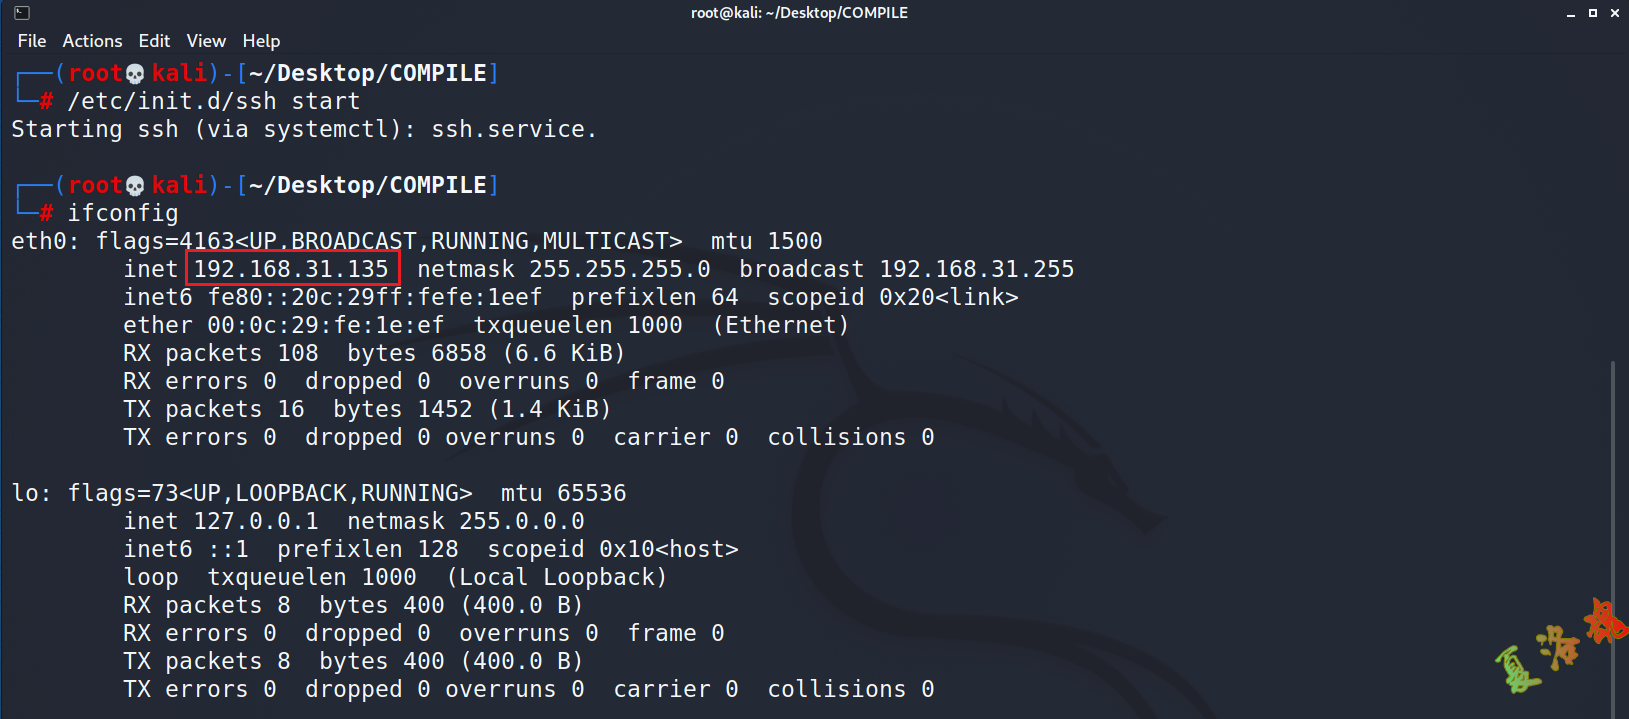 root@kali: ~/Desktop/COMPILE
File Actions Edit View Help
┌──(root💀kali)-[~/Desktop/COMPILE]
└─# /etc/init.d/ssh start
Starting ssh (via systemctl): ssh.service.
┌──(root💀kali)-[~/Desktop/COMPILE]
└─# ifconfig
eth0: flags=4163<UP,BROADCAST,RUNNING,MULTICAST>  mtu 1500
        inet 192.168.31.135  netmask 255.255.255.0  broadcast 192.168.31.255
        inet6 fe80::20c:29ff:fefe:1eef  prefixlen 64  scopeid 0x20<link>
        ether 00:0c:29:fe:1e:ef  txqueuelen 1000  (Ethernet)
        RX packets 108  bytes 6858 (6.6 KiB)
        RX errors 0  dropped 0  overruns 0  frame 0
        TX packets 16  bytes 1452 (1.4 KiB)
        TX errors 0  dropped 0 overruns 0  carrier 0  collisions 0
lo: flags=73<UP,LOOPBACK,RUNNING>  mtu 65536
        inet 127.0.0.1  netmask 255.0.0.0
        inet6 ::1  prefixlen 128  scopeid 0x10<host>
        loop  txqueuelen 1000  (Local Loopback)
        RX packets 8  bytes 400 (400.0 B)
        RX errors 0  dropped 0  overruns 0  frame 0
        TX packets 8  bytes 400 (400.0 B)
        TX errors 0  dropped 0 overruns 0  carrier 0  collisions 0